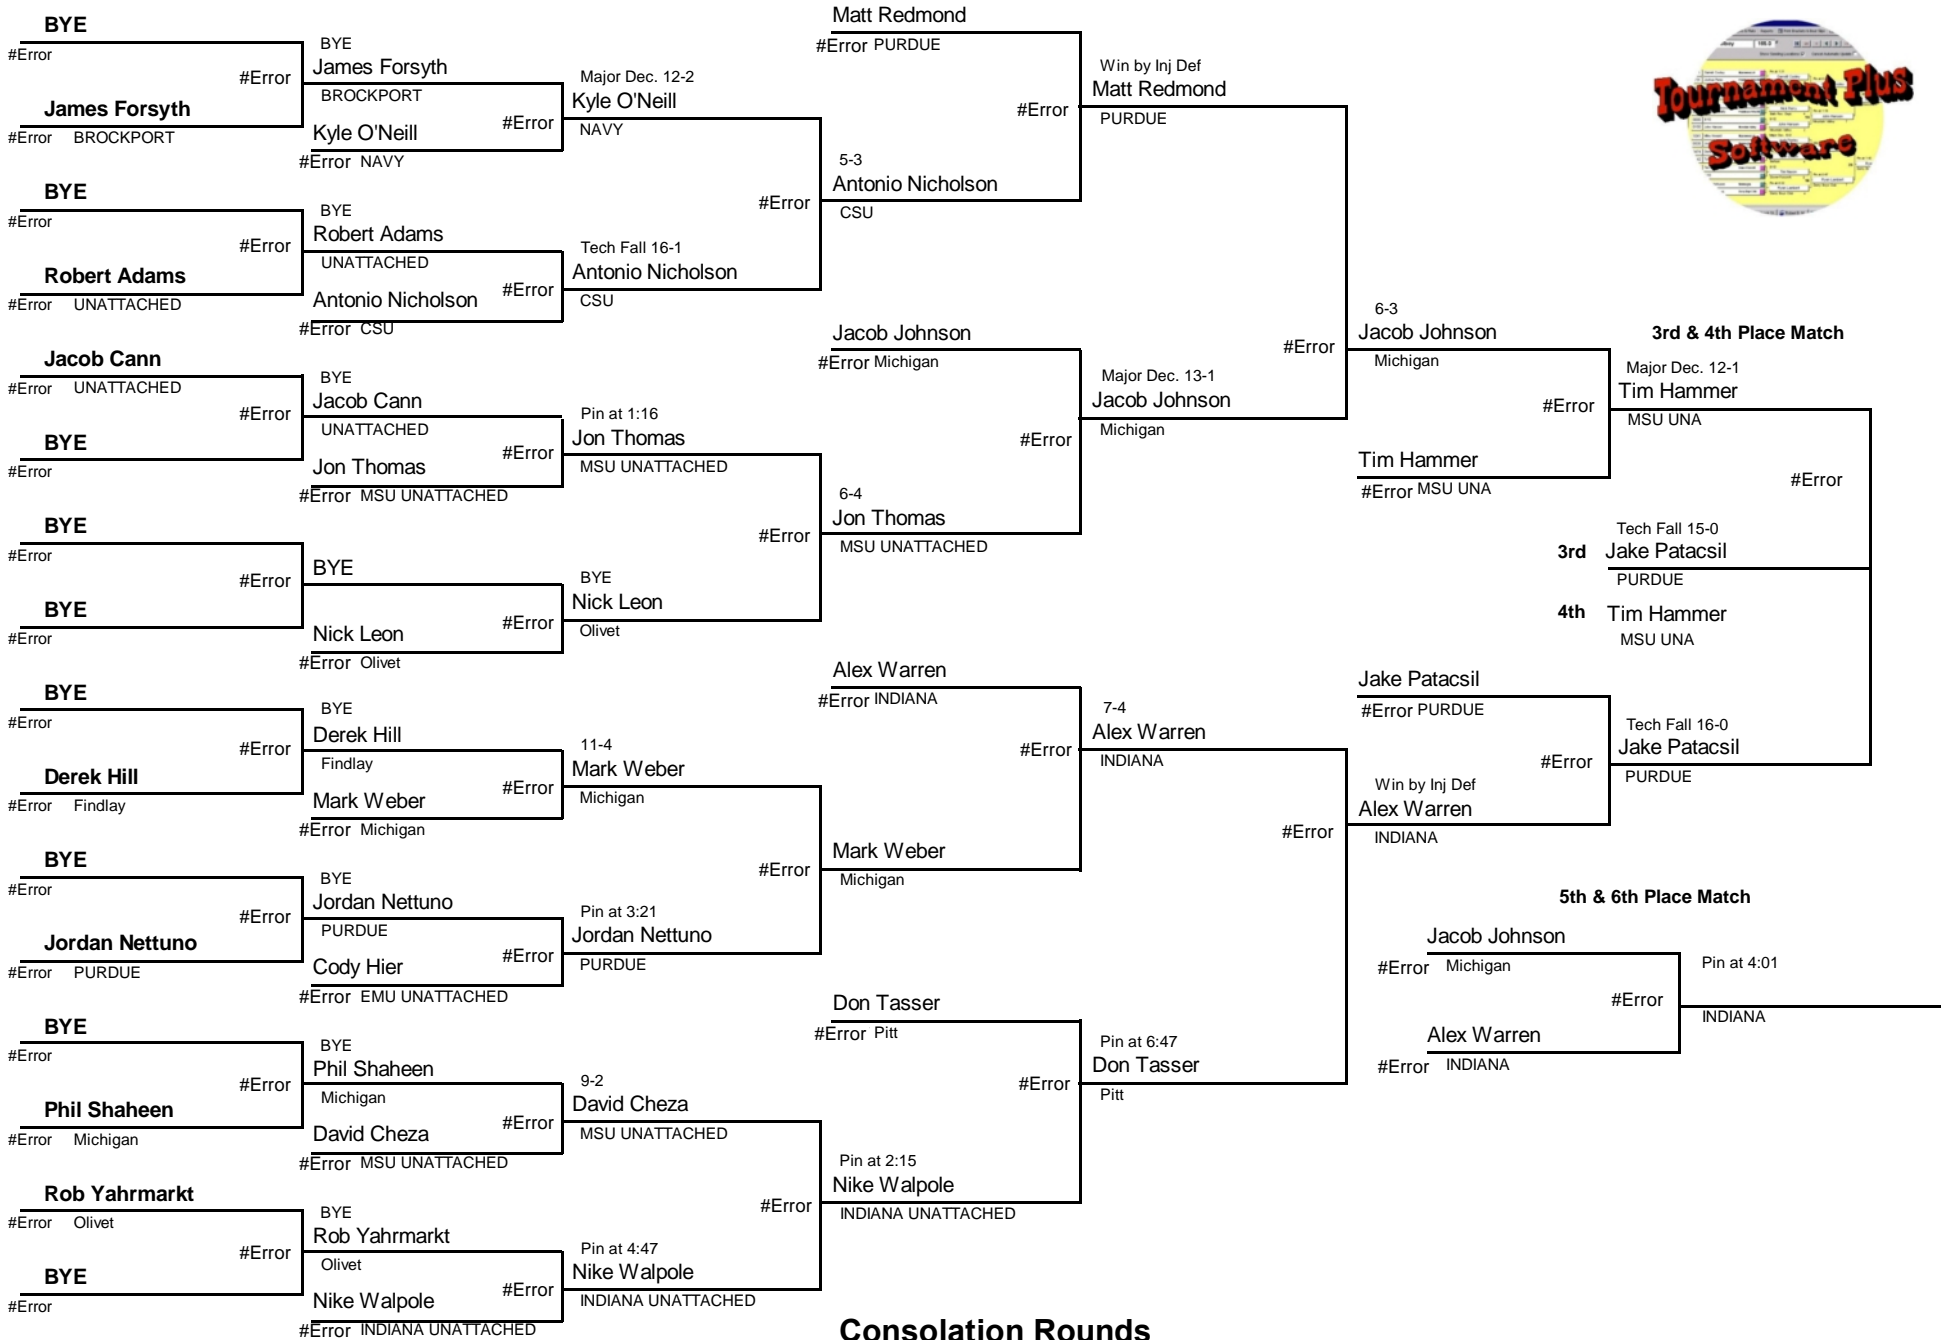 BYE
#Error
#Error
James Forsyth
#Error BROCKPORT
BYE
#Error
#Error
Robert Adams
#Error UNATTACHED
Jacob Cann
#Error UNATTACHED
#Error
BYE
#Error
BYE
#Error
#Error
BYE
#Error
BYE
#Error
#Error
Derek Hill
#Error Findlay
BYE
#Error
#Error
Jordan Nettuno
#Error PURDUE
BYE
#Error
#Error
Phil Shaheen
#Error Michigan
Rob Yahrmarkt
#Error Olivet
#Error
BYE
#Error
BYE
James Forsyth
BROCKPORT
#Error
Kyle O'Neill
#Error NAVY
BYE
Robert Adams
UNATTACHED
#Error
Antonio Nicholson
#Error CSU
BYE
Jacob Cann
UNATTACHED
#Error
Jon Thomas
#Error MSU UNATTACHED
BYE
#Error
Nick Leon
#Error Olivet
BYE
Derek Hill
Findlay
#Error
Mark Weber
#Error Michigan
BYE
Jordan Nettuno
PURDUE
#Error
Cody Hier
#Error EMU UNATTACHED
BYE
Phil Shaheen
Michigan
#Error
David Cheza
#Error MSU UNATTACHED
BYE
Rob Yahrmarkt
Olivet
#Error
Nike Walpole
#Error INDIANA UNATTACHED
Major Dec. 12-2
Kyle O'Neill
NAVY
#Error
Tech Fall 16-1
Antonio Nicholson
CSU
Pin at 1:16
Jon Thomas
MSU UNATTACHED
#Error
BYE
Nick Leon
Olivet
11-4
Mark Weber
Michigan
#Error
Pin at 3:21
Jordan Nettuno
PURDUE
9-2
David Cheza
MSU UNATTACHED
#Error
Pin at 4:47
Nike Walpole
INDIANA UNATTACHED
Matt Redmond
#Error PURDUE
#Error
5-3
Antonio Nicholson
CSU
Jacob Johnson
#Error Michigan
#Error
6-4
Jon Thomas
MSU UNATTACHED
Alex Warren
#Error INDIANA
#Error
Mark Weber
Michigan
Don Tasser
#Error Pitt
#Error
Pin at 2:15
Nike Walpole
INDIANA UNATTACHED
Win by Inj Def
Matt Redmond
PURDUE
#Error
Major Dec. 13-1
Jacob Johnson
Michigan
7-4
Alex Warren
INDIANA
#Error
Pin at 6:47
Don Tasser
Pitt
6-3
Jacob Johnson
Michigan
#Error
Tim Hammer
#Error MSU UNA
Jake Patacsil
#Error PURDUE
#Error
Win by Inj Def
Alex Warren
INDIANA
Tournament Plus
Software
3rd & 4th Place Match
Major Dec. 12-1
Tim Hammer
MSU UNA
#Error
Tech Fall 15-0
3rd Jake Patacsil
PURDUE
4th Tim Hammer
MSU UNA
Tech Fall 16-0
Jake Patacsil
PURDUE
5th & 6th Place Match
Jacob Johnson
#Error Michigan
#Error
Pin at 4:01
INDIANA
Alex Warren
#Error INDIANA
Consolation Rounds